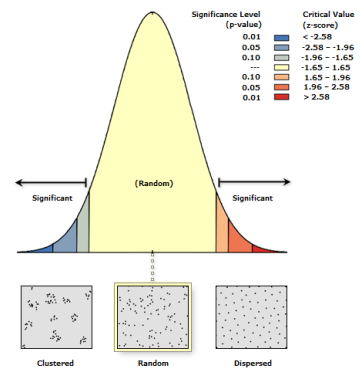 Significance Level
(p-value)
Critical Value
(z-score)
0.01 < -2.58
0.05 -2.58 – -1.96
0.10 -1.96 – -1.65
--- -1.65 – 1.65
0.10 1.65 – 1.96
0.05 1.96 – 2.58
0.01 > 2.58
(Random)
Significant
Significant
Clustered
Random
Dispersed